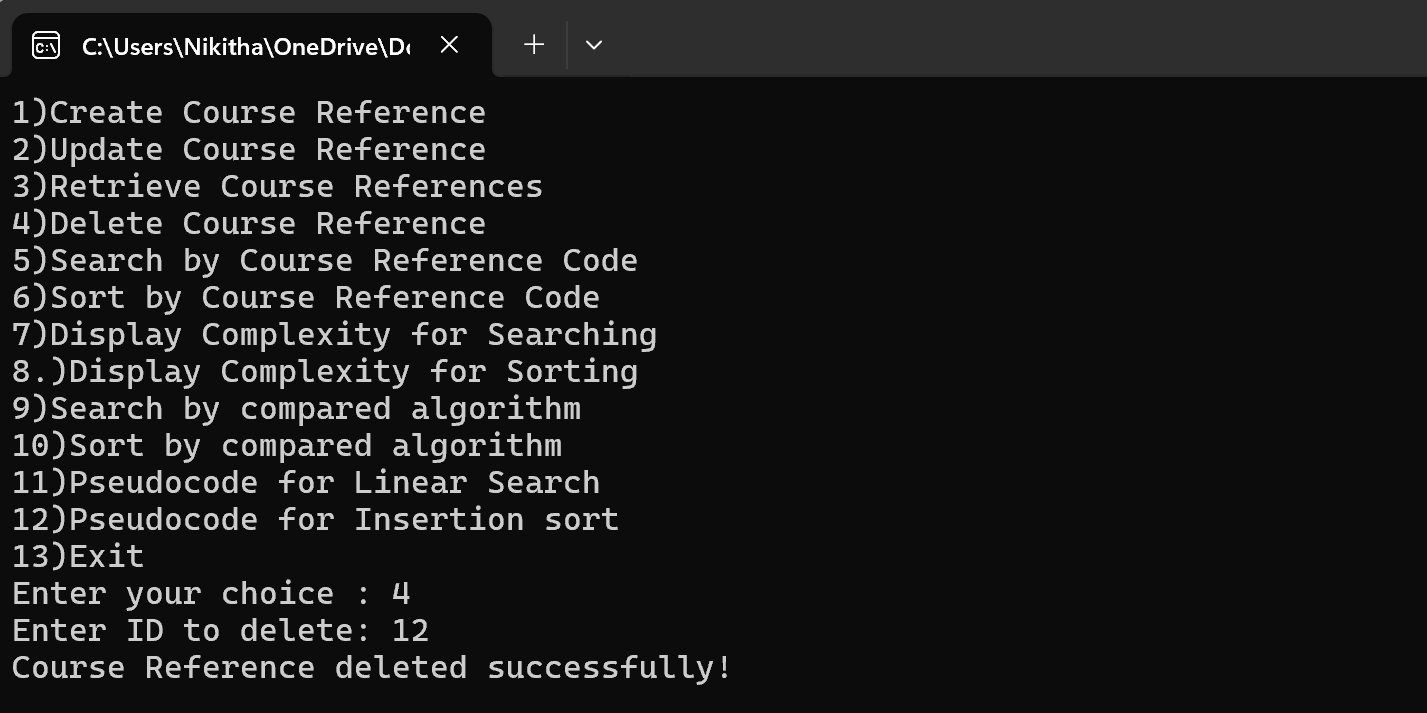 C:\Users\Nikitha\OneDrive\Do
1)Create Course Reference
2)Update Course Reference
3)Retrieve Course References
4)Delete Course Reference
5)Search by Course Reference Code
6)Sort by Course Reference Code
7)Display Complexity for Searching
8.)Display Complexity for Sorting
9)Search by compared algorithm
10)Sort by compared algorithm
11)Pseudocode for Linear Search
12)Pseudocode for Insertion sort
13)Exit
Enter your choice : 4
Enter ID to delete: 12
Course Reference deleted successfully!